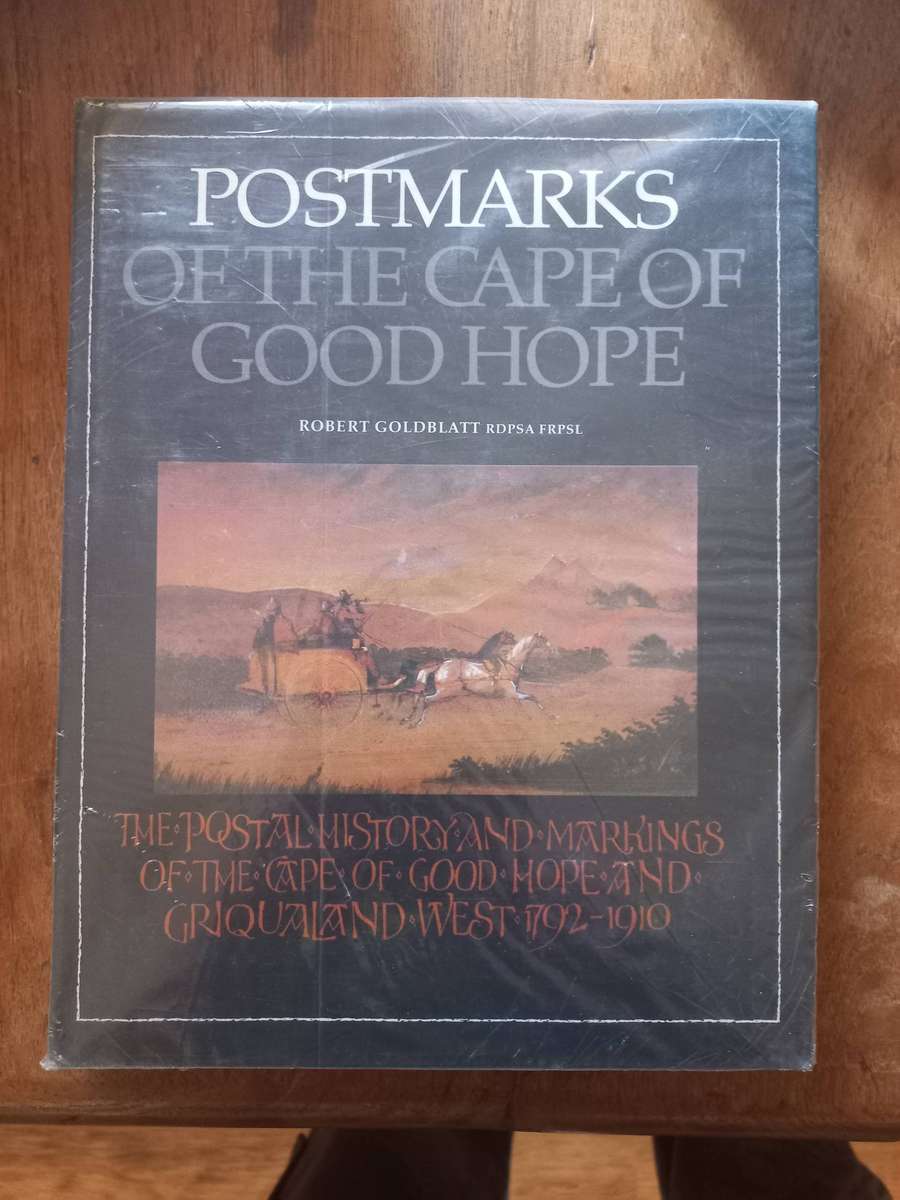 POSTMARKS
OF THE CAPE OF
GOOD HOPE
ROBERT GOLDBLATT RDPSA FRPSL
THE·POSTAL·HISTORY·AND·MARKINGS
OF·THE·CAPE·OF·GOOD·HOPE·AND·
GRIQUALAND·WEST·1792-1910